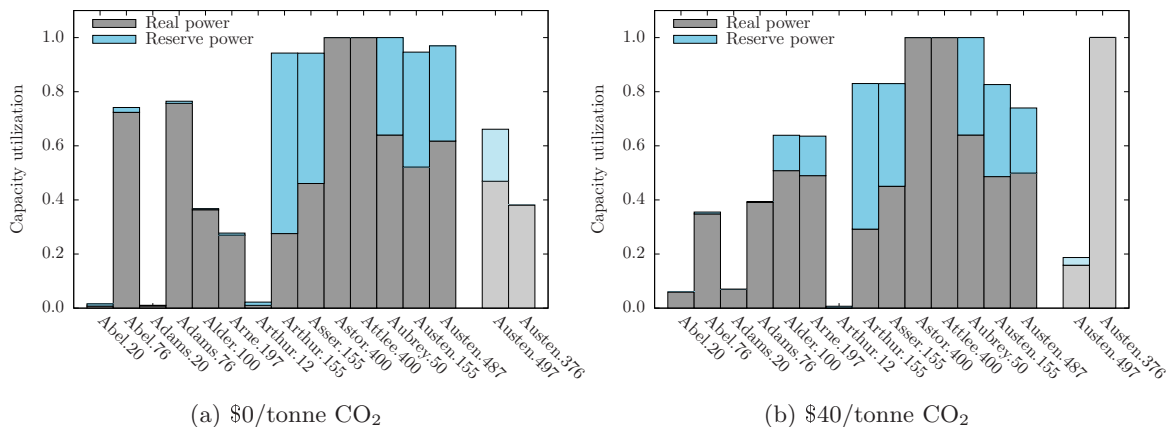 Real power
Reserve power
Capacity utilization
1.0
0.8
0.6
0.4
0.2
0.0
Abel.20
Abel.76
Adams.20
Adams.76
Alder.100
Arne.197
Arthur.12
Arthur.155
Asser.155
Astor.400
Attlee.400
Aubrey.50
Austen.155
Austen.487
Austen.497
Austen.376
(a) $0/tonne CO₂
Real power
Reserve power
Capacity utilization
1.0
0.8
0.6
0.4
0.2
0.0
Abel.20
Abel.76
Adams.20
Adams.76
Alder.100
Arne.197
Arthur.12
Arthur.155
Asser.155
Astor.400
Attlee.400
Aubrey.50
Austen.155
Austen.487
Austen.497
Austen.376
(b) $40/tonne CO₂